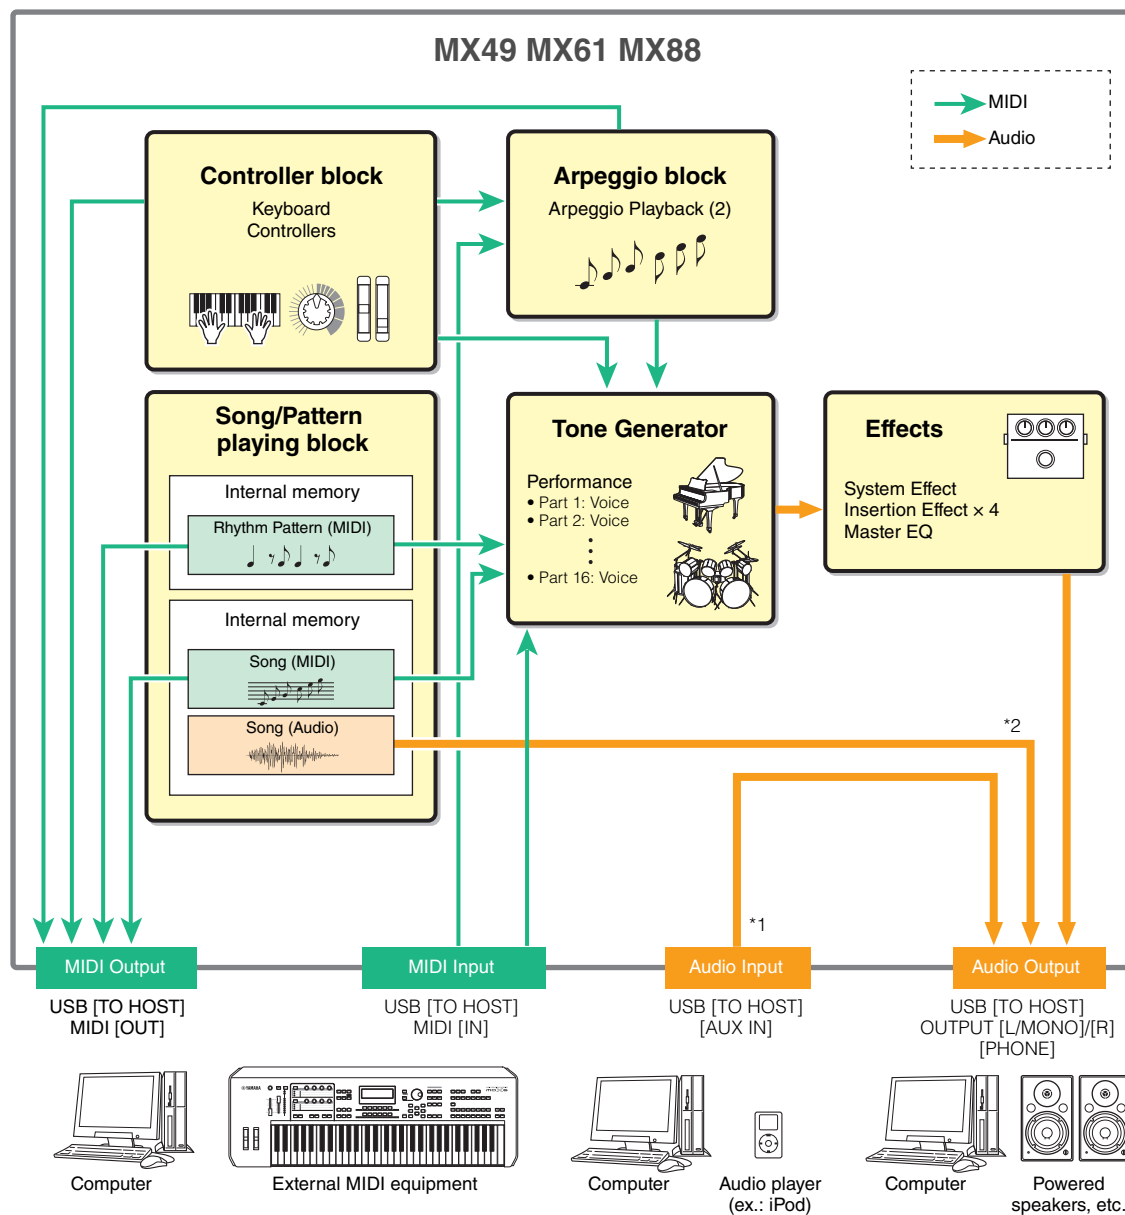 MX49 MX61 MX88
MIDI
Audio
Controller block
Keyboard
Controllers
Arpeggio block
Arpeggio Playback (2)
Song/Pattern
playing block
Internal memory
Rhythm Pattern (MIDI)
Internal memory
Song (MIDI)
Song (Audio)
Tone Generator
Performance
• Part 1: Voice
• Part 2: Voice
• Part 16: Voice
Effects
System Effect
Insertion Effect × 4
Master EQ
*2
*1
MIDI Output
MIDI Input
Audio Input
Audio Output
USB [TO HOST]
MIDI [OUT]
USB [TO HOST]
MIDI [IN]
USB [TO HOST]
[AUX IN]
USB [TO HOST]
OUTPUT [L/MONO]/[R]
[PHONE]
YAMAHA
Computer
External MIDI equipment
Computer
Audio player
(ex.: iPod)
Computer
Powered
speakers, etc.